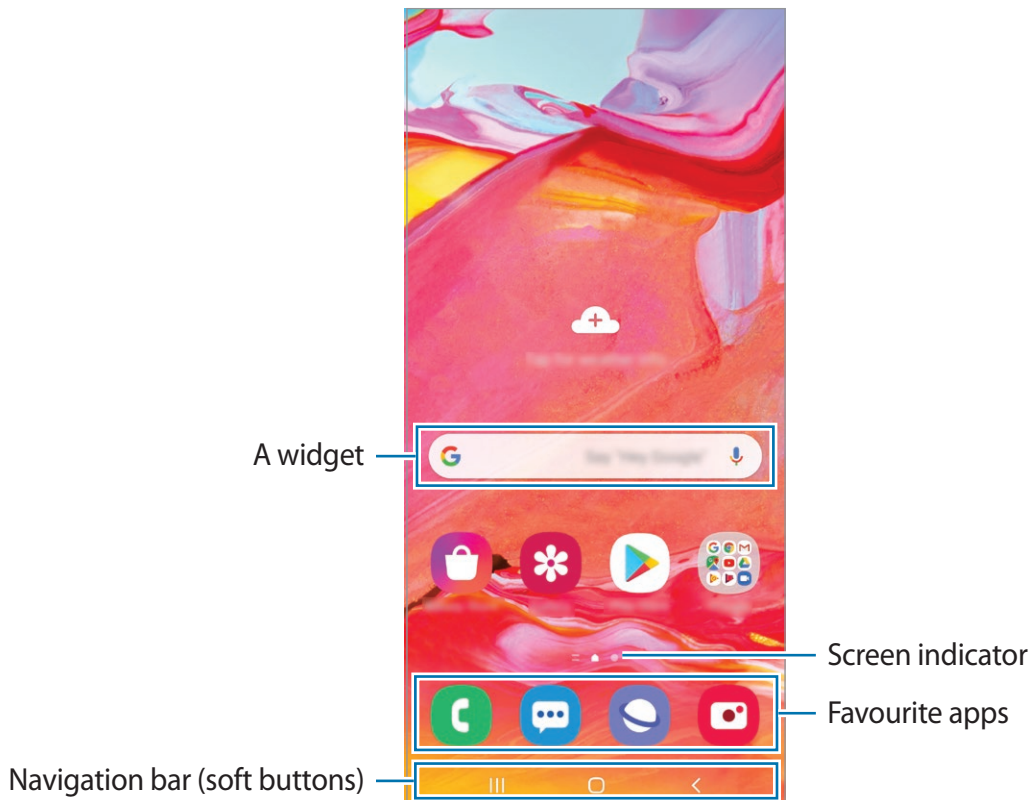 A widget
Screen indicator
Favourite apps
Navigation bar (soft buttons)